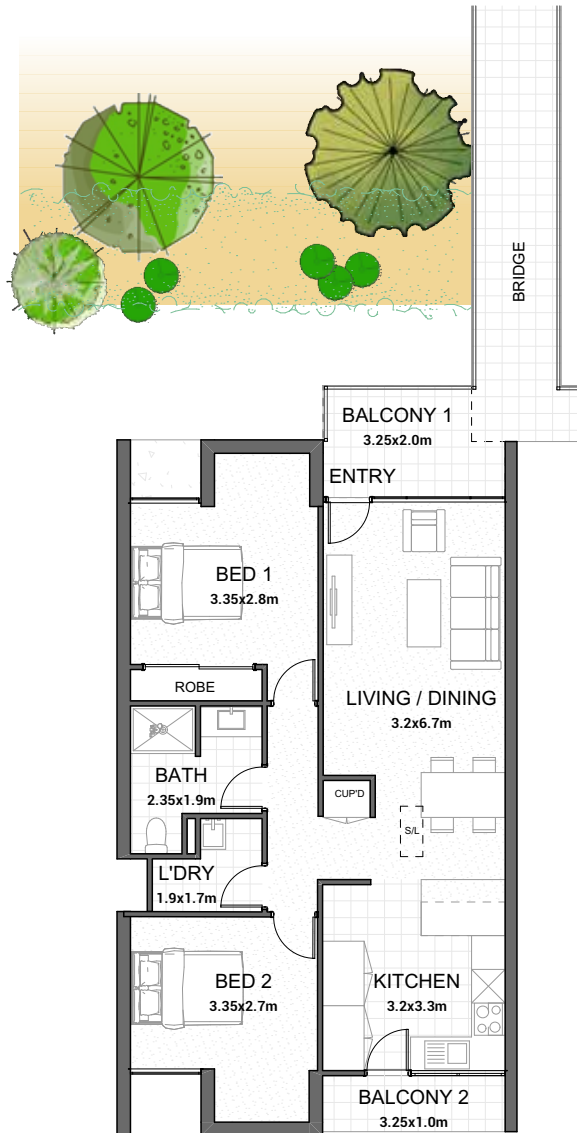 BRIDGE
BALCONY 1
3.25x2.0m
ENTRY
BED 1
3.35x2.8m
ROBE
LIVING / DINING
3.2x6.7m
BATH
2.35x1.9m
CUP'D
S/L
L'DRY
1.9x1.7m
BED 2
3.35x2.7m
KITCHEN
3.2x3.3m
BALCONY 2
3.25x1.0m